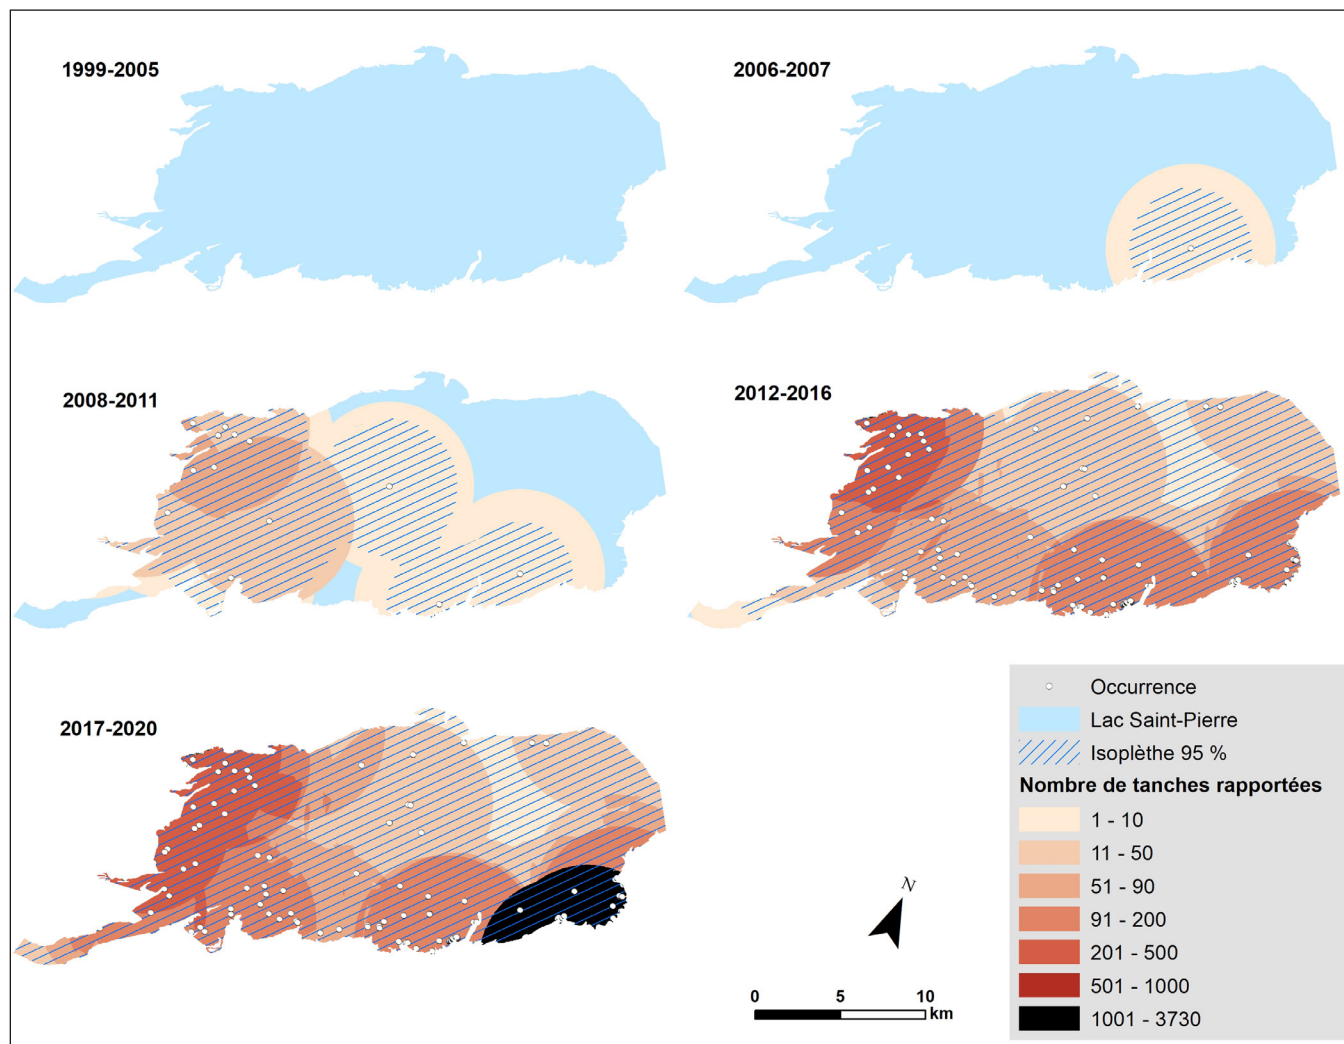 1999-2005
2006-2007
2008-2011
2012-2016
2017-2020
Occurrence
Lac Saint-Pierre
Isoplèthe 95 %
Nombre de tanches rapportées
1 - 10
11 - 50
51 - 90
91 - 200
201 - 500
501 - 1000
1001 - 3730
N
0 5 10
km